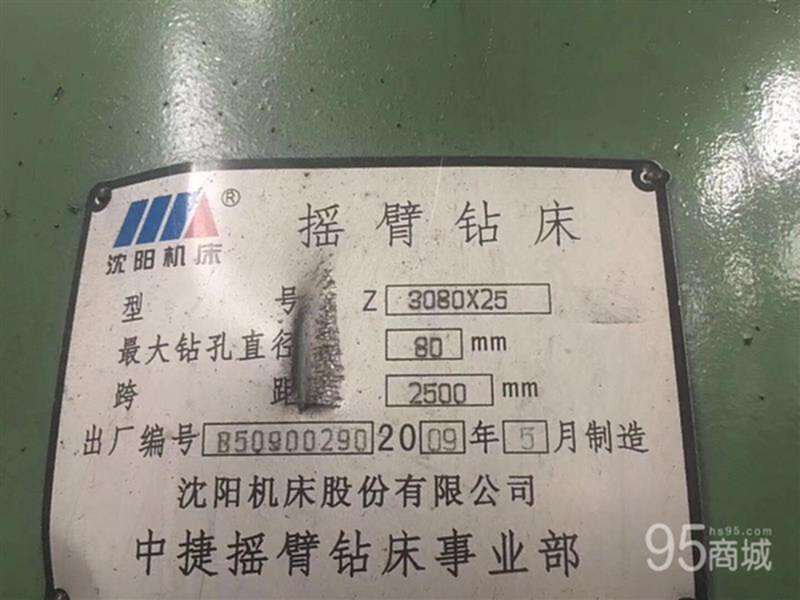 ® 摇臂钻床
沈阳机床
型号 Z 3080X25
最大钻孔直径 80 mm
跨距 2500 mm
出厂编号 B50900290 2009年5月制造
沈阳机床股份有限公司
中捷摇臂钻床事业部
hs95.com
95商城